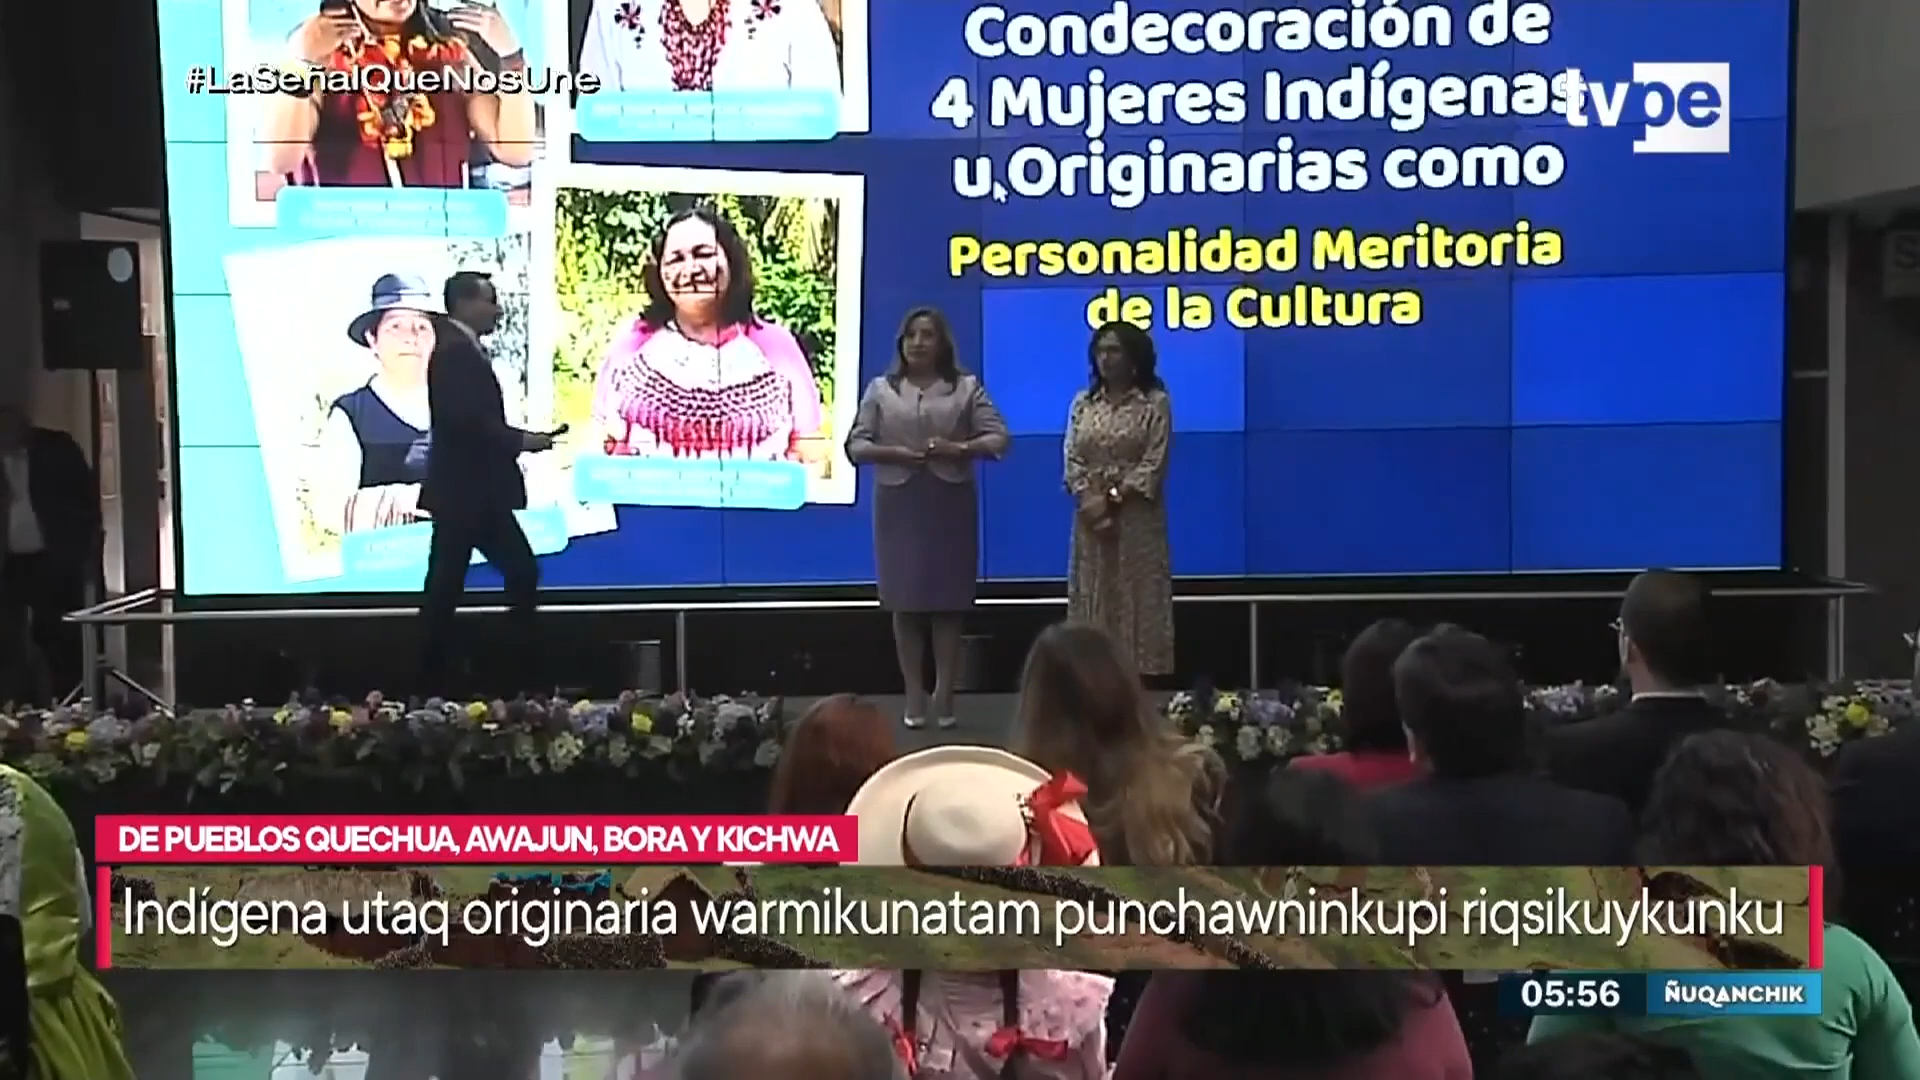 #LaSeñalQueNosUne
Condecoración de
4 Mujeres Indígenas
u Originarias como
Personalidad Meritoria
de la Cultura
tvpe
DE PUEBLOS QUECHUA, AWAJUN, BORA Y KICHWA
Indígena utaq originaria warmikunatam punchawninkupi riqsikuykunku
05:56
ÑUQANCHIK